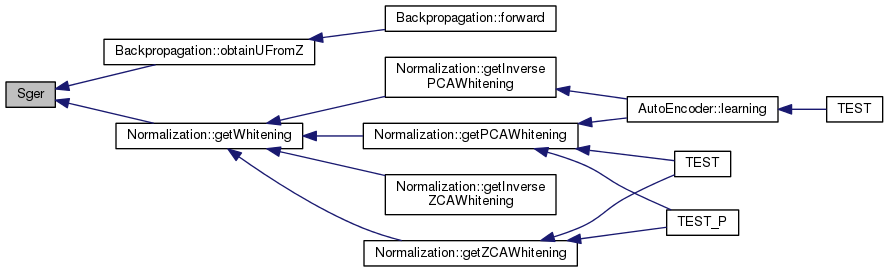 Sger
Backpropagation::obtainUFromZ
Backpropagation::forward
Normalization::getWhitening
Normalization::getInverse
PCAWhitening
Normalization::getPCAWhitening
Normalization::getInverse
ZCAWhitening
Normalization::getZCAWhitening
AutoEncoder::learning
TEST
TEST
TEST_P